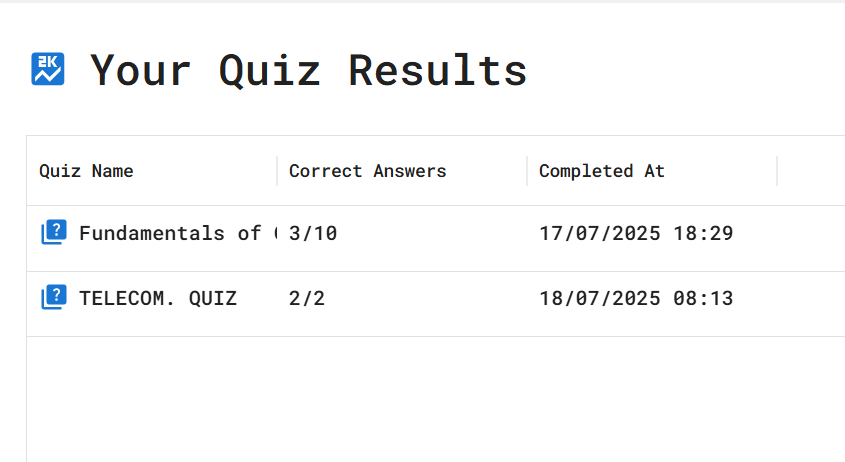 2K
Your Quiz Results
Quiz Name Correct Answers Completed At
Fundamentals of 3/10 17/07/2025 18:29
TELECOM. QUIZ 2/2 18/07/2025 08:13